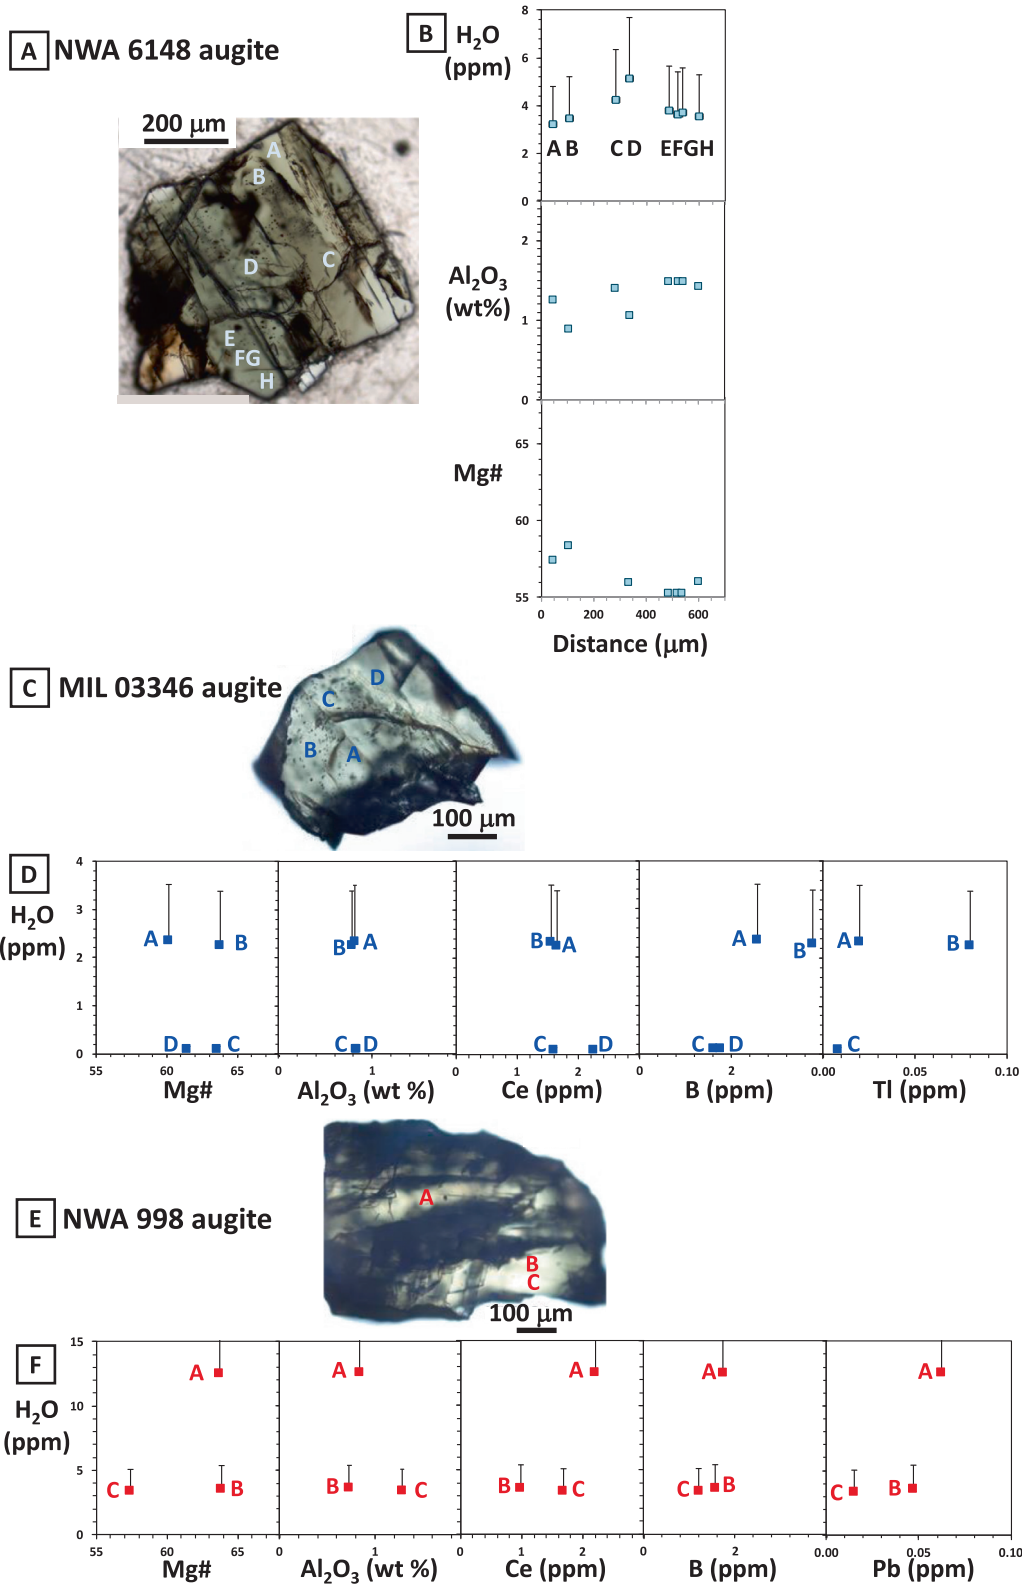 A NWA 6148 augite
200 μm
A
B
C
D
E
FG
H
B
H₂O
(ppm)
8
6
4
2
0
A B C D EFGH
Al₂O₃
(wt%)
2
1
0
Mg#
65
60
55
0 200 400 600
Distance (μm)
C MIL 03346 augite
D
C
B
A
100 μm
D
H₂O
(ppm)
4
3
2
1
0
A B
D C
55 60 65
Mg#
B A
C D
0 1
Al₂O₃ (wt %)
B A
C D
0 1 2
Ce (ppm)
A B
C D
0 2
B (ppm)
A B
C
0.00 0.05 0.10
Tl (ppm)
E NWA 998 augite
A
B
C
100 μm
F
H₂O
(ppm)
15
10
5
0
A
C B
55 60 65
Mg#
A
B C
0 1
Al₂O₃ (wt %)
A
B C
0 1 2
Ce (ppm)
A
C B
0 2
B (ppm)
A
C B
0.00 0.05 0.10
Pb (ppm)